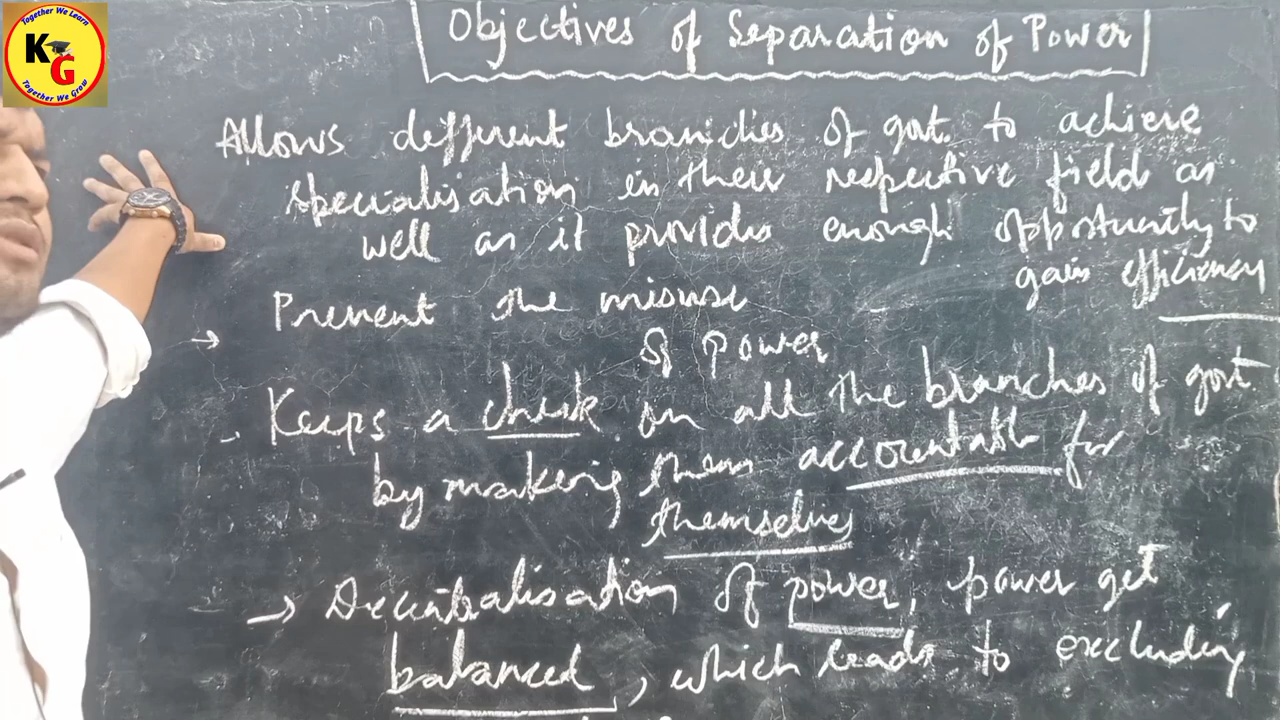 Together We Learn
KG
Together We Grow
Objectives of Separation of Power
Allows different branches of govt. to achieve
specialisation in their respective field as
well as it provides enough opportunity to
gain efficiency
→ Prevent the misuse
of power
Keeps a check on all the branches of govt
by making them accountable for
themselves
→ Decentralisation of power, power get
balanced, which leads to excluding